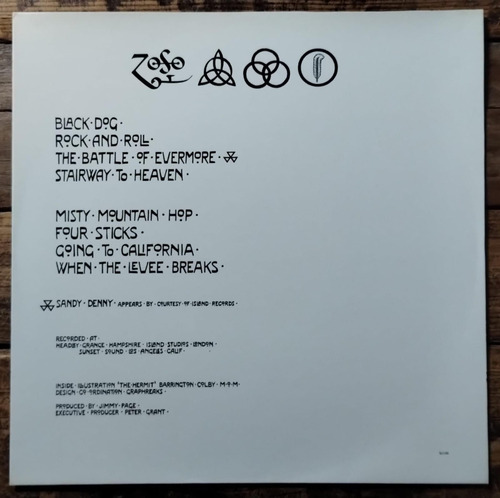 ZoSo
BLACK·DOG·
ROCK·AND·ROLL·
THE·BATTLE·OF·EVERMORE·
STAIRWAY·TO·HEAVEN·
MISTY·MOUNTAIN·HOP
FOUR·STICKS·
GOING·TO·CALIFORNIA·
WHEN·THE·LEVEE·BREAKS·
SANDY·DENNY·APPEARS·BY·COURTESY·OF·ISLAND·RECORDS·
RECORDED·AT·
HEADLY·GRANGE·HAMPSHIRE·ISLAND·STUDIOS·LONDON·
SUNSET·SOUND·LOS·ANGELES·CALIF·
INSIDE·ILLUSTRATION·'THE·HERMIT'·BARRINGTON·COLBY·M·O·M·
DESIGN·CO-ORDINATION·GRAPHREAKS·
PRODUCED·BY·JIMMY·PAGE·
EXECUTIVE·PRODUCER·PETER·GRANT·